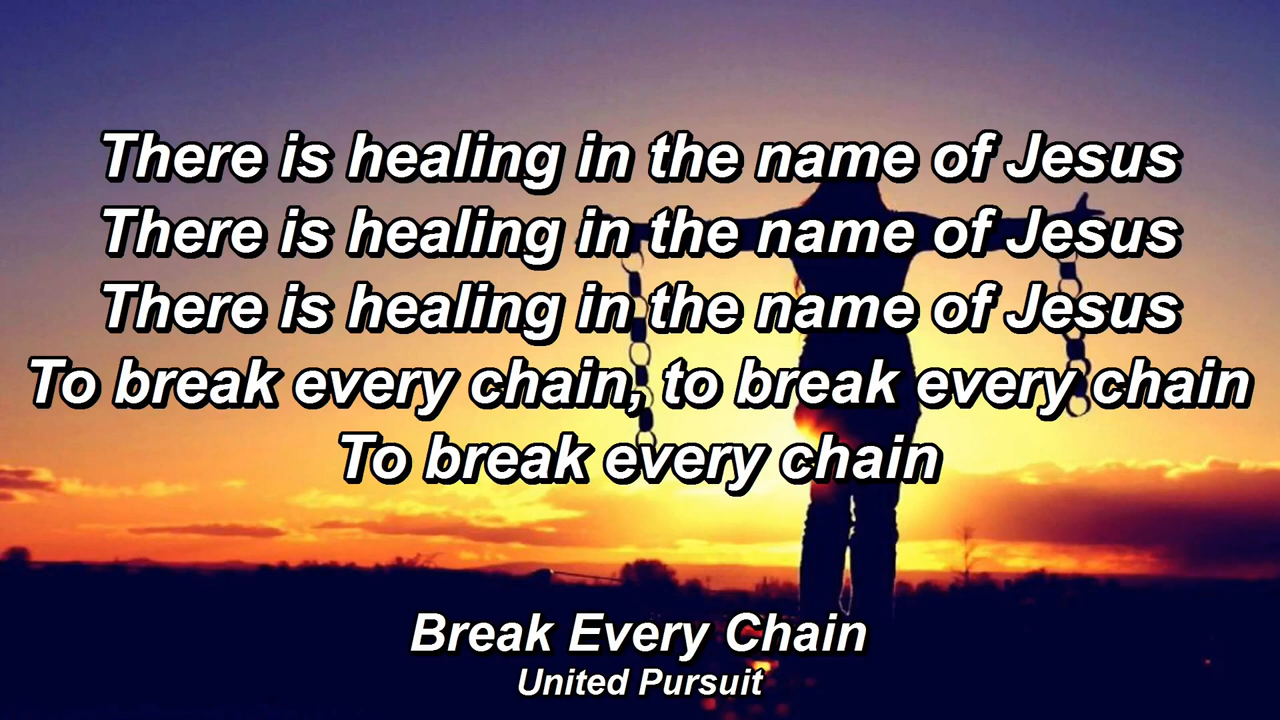 There is healing in the name of Jesus
There is healing in the name of Jesus
There is healing in the name of Jesus
To break every chain, to break every chain
To break every chain
Break Every Chain
United Pursuit